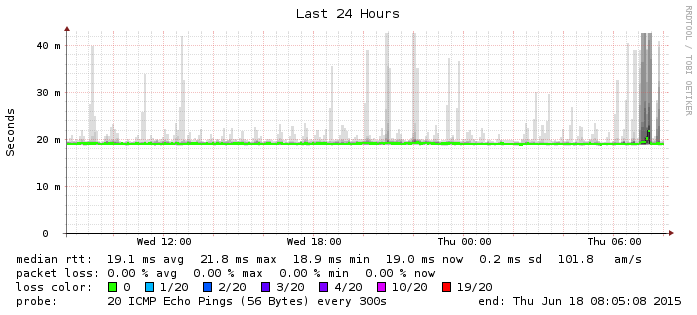 Last 24 Hours
RRDTOOL / TOBI OETIKER
Seconds
40 m
30 m
20 m
10 m
0
Wed 12:00 Wed 18:00 Thu 00:00 Thu 06:00
median rtt: 19.1 ms avg 21.8 ms max 18.9 ms min 19.0 ms now 0.2 ms sd 101.8 am/s
packet loss: 0.00 % avg 0.00 % max 0.00 % min 0.00 % now
loss color: 0 1/20 2/20 3/20 4/20 10/20 19/20
probe: 20 ICMP Echo Pings (56 Bytes) every 300s end: Thu Jun 18 08:05:08 2015